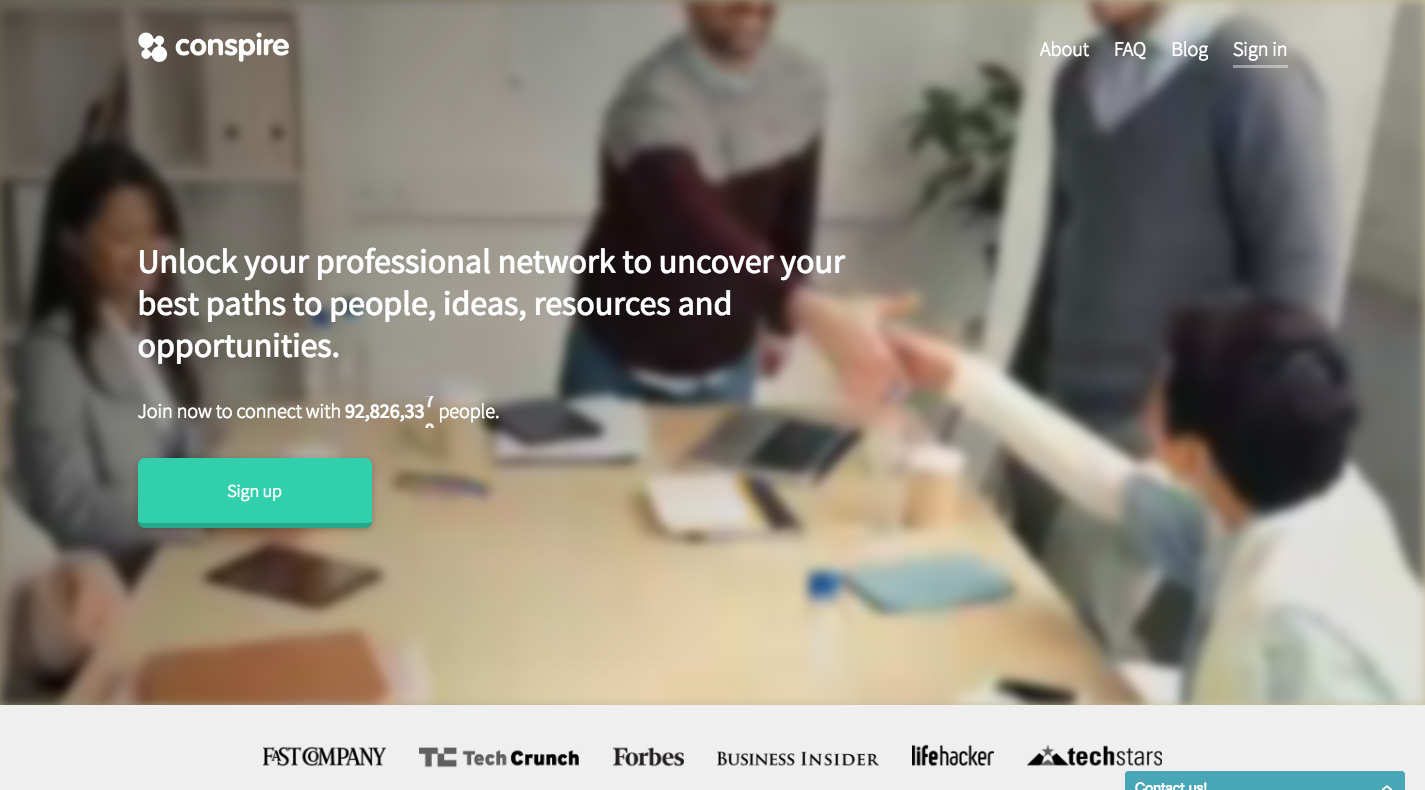 conspire
About FAQ Blog Sign in
Unlock your professional network to uncover your
best paths to people, ideas, resources and
opportunities.
Join now to connect with 92,826,33 people.
Sign up
FAST COMPANY TC TechCrunch Forbes BUSINESS INSIDER lifehacker techstars
Contact us!